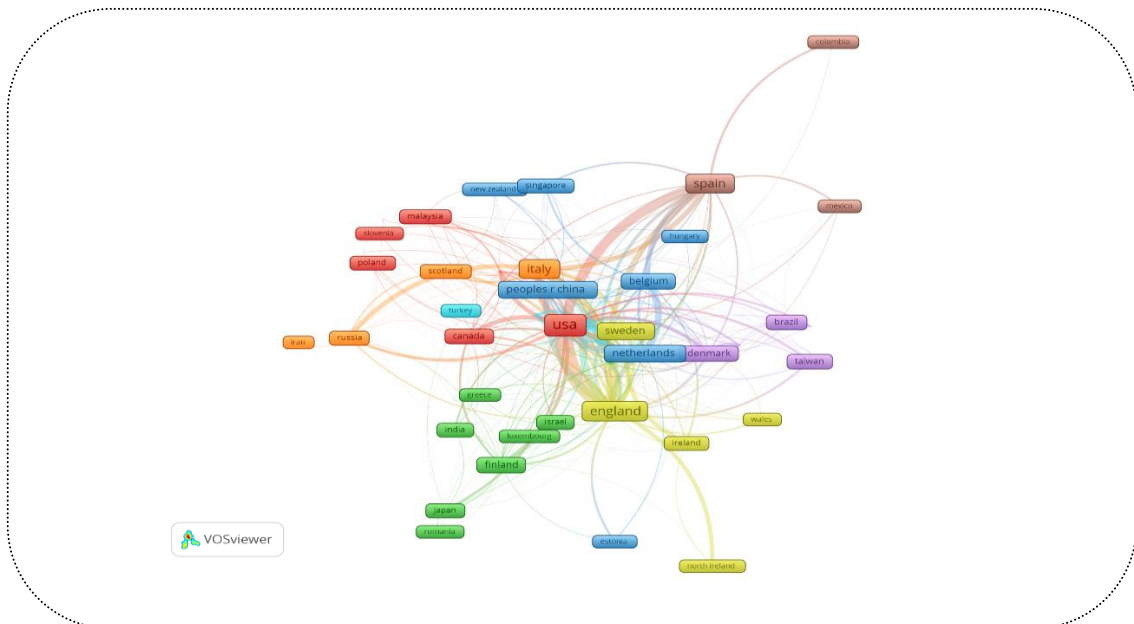 colombia
spain
new zealand
singapore
mexico
malaysia
slovenia
hungary
poland
scotland
italy
belgium
peoples r china
turkey
usa
brazil
sweden
canada
russia
iran
netherlands
denmark
taiwan
greece
england
wales
israel
india
luxembourg
ireland
finland
japan
romania
VOSviewer
estonia
north ireland